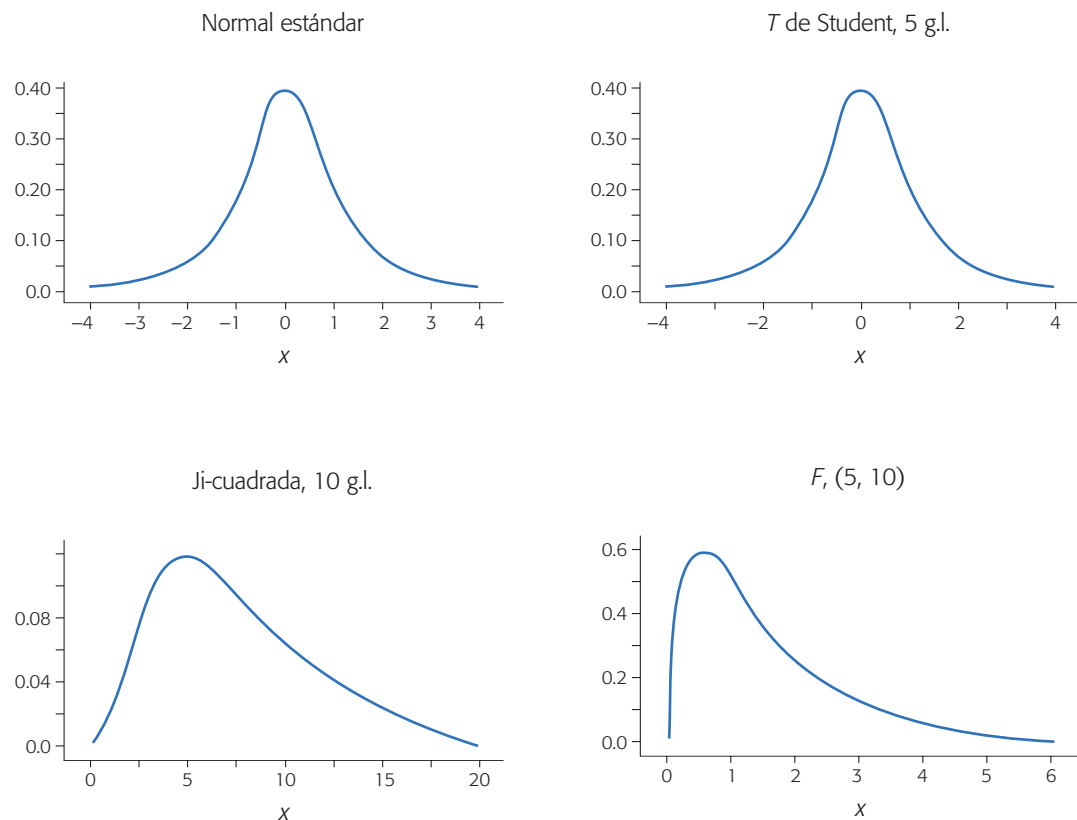 Normal estándar
0.40
0.30
0.20
0.10
0.0
–4 –3 –2 –1 0 1 2 3 4
x
T de Student, 5 g.l.
0.40
0.30
0.20
0.10
0.0
–4 –2 0 2 4
x
Ji-cuadrada, 10 g.l.
0.08
0.04
0.0
0 5 10 15 20
x
F, (5, 10)
0.6
0.4
0.2
0.0
0 1 2 3 4 5 6
x